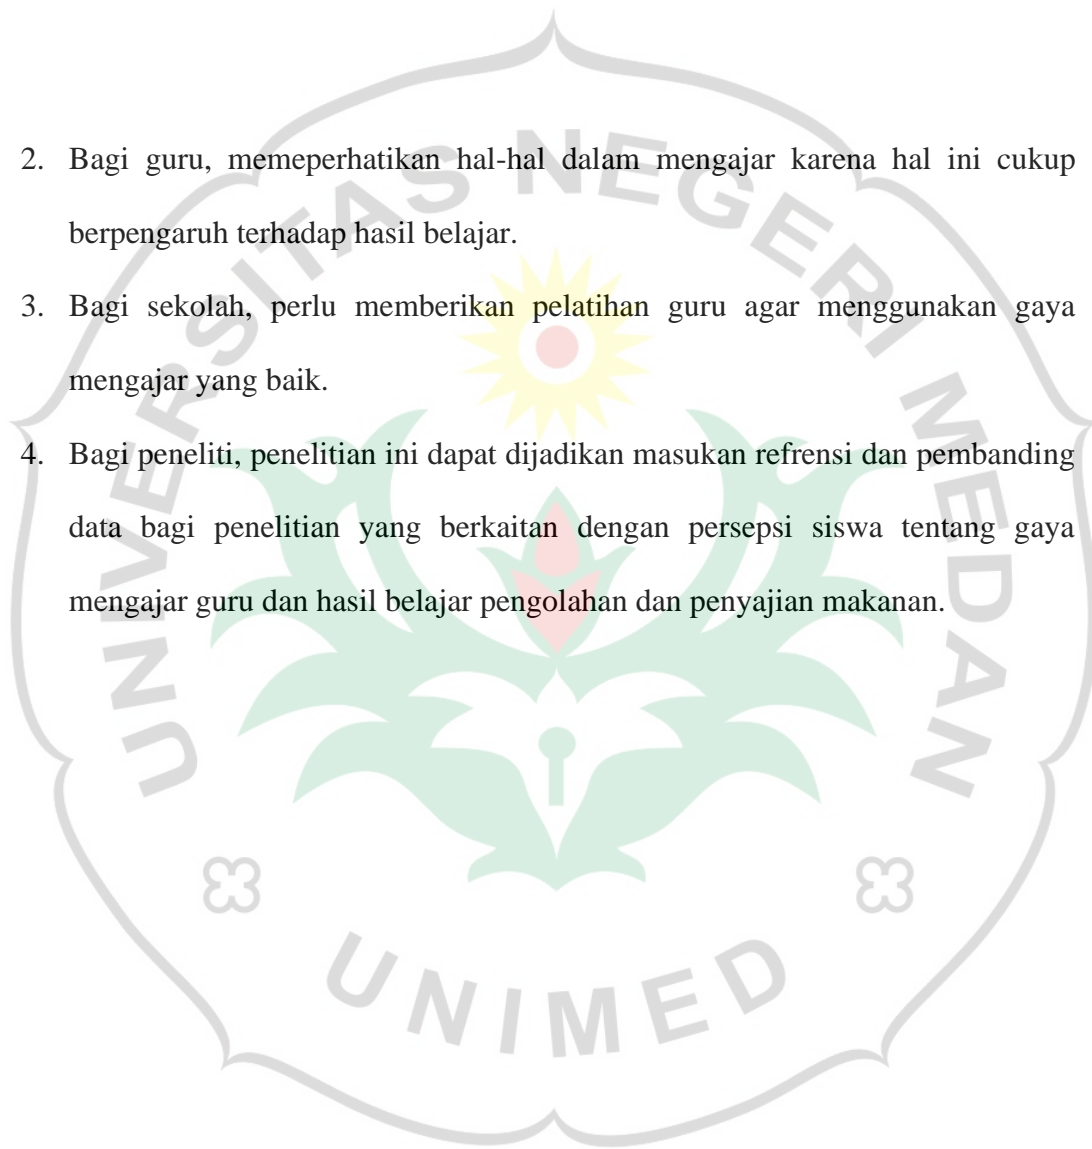 2. Bagi guru, memeperhatikan hal-hal dalam mengajar karena hal ini cukup
berpengaruh terhadap hasil belajar.
3. Bagi sekolah, perlu memberikan pelatihan guru agar menggunakan gaya
mengajar yang baik.
4. Bagi peneliti, penelitian ini dapat dijadikan masukan refrensi dan pembanding
data bagi penelitian yang berkaitan dengan persepsi siswa tentang gaya
mengajar guru dan hasil belajar pengolahan dan penyajian makanan.
UNIVERSITAS NEGERI MEDAN
UNIMED